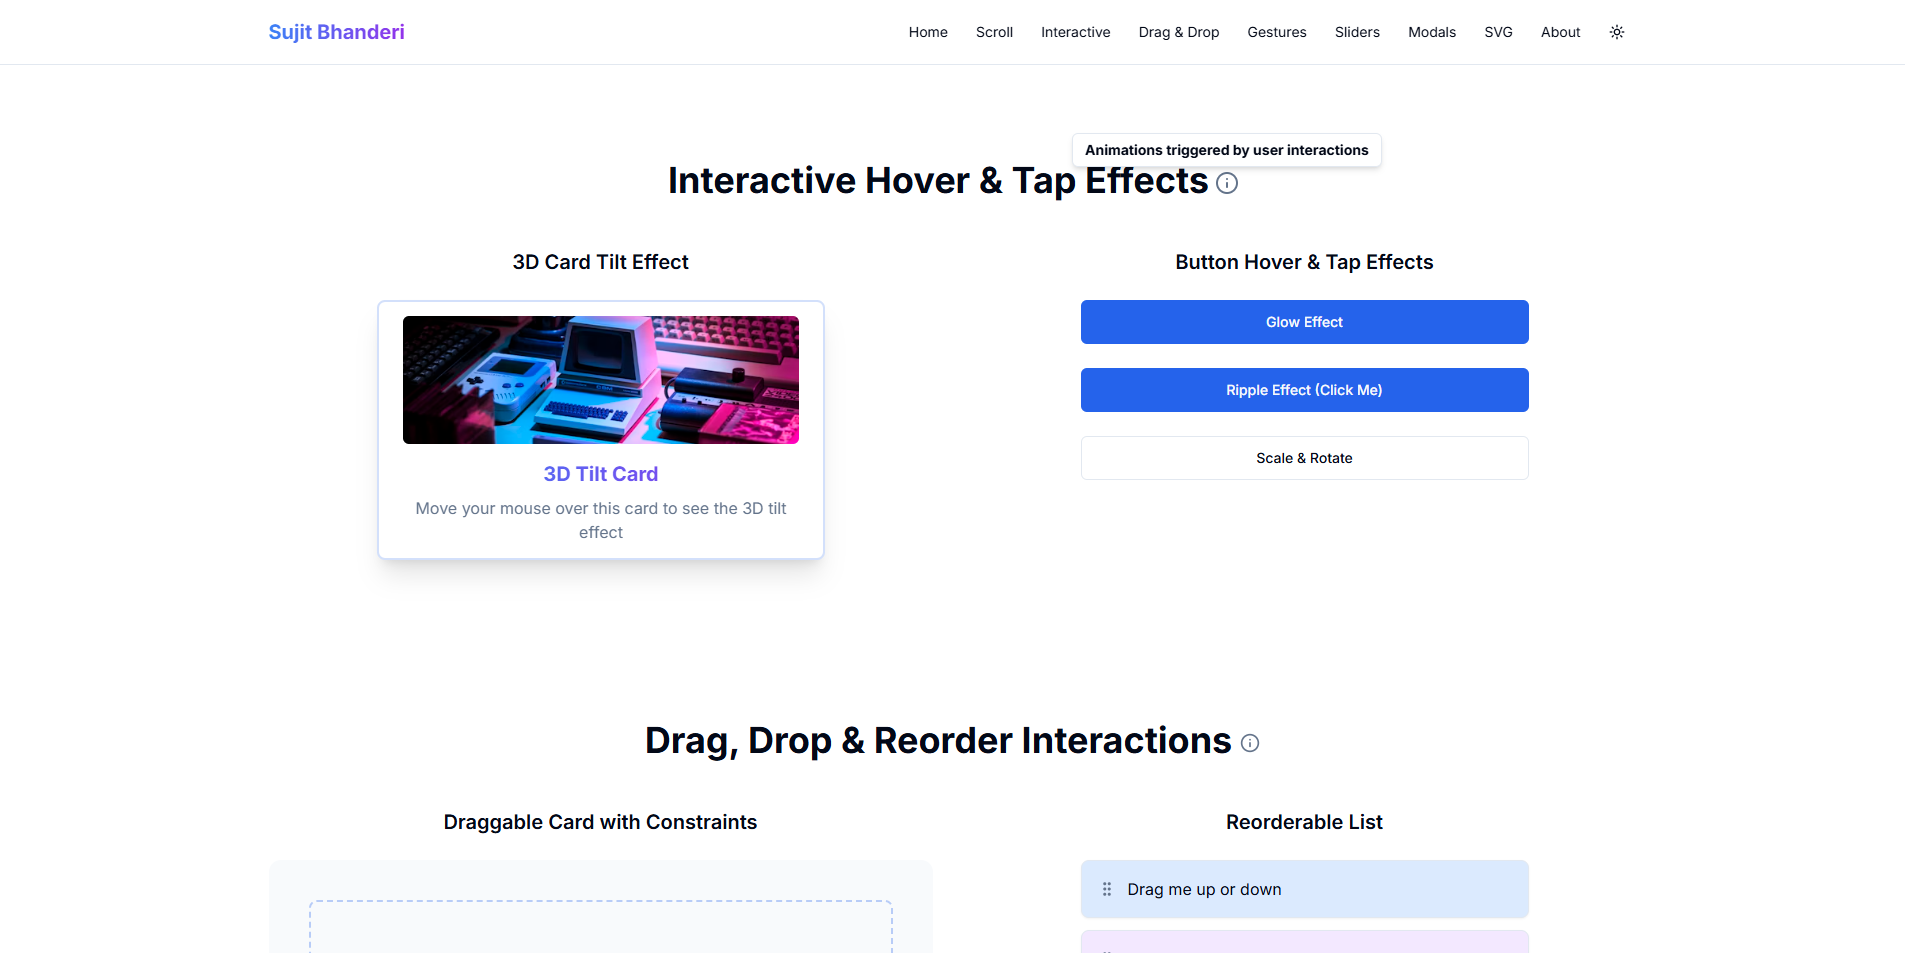 Sujit Bhanderi
Home Scroll Interactive Drag & Drop Gestures Sliders Modals SVG About
Animations triggered by user interactions
Interactive Hover & Tap Effects
3D Card Tilt Effect
3D Tilt Card
Move your mouse over this card to see the 3D tilt
effect
Button Hover & Tap Effects
Glow Effect
Ripple Effect (Click Me)
Scale & Rotate
Drag, Drop & Reorder Interactions
Draggable Card with Constraints
Reorderable List
Drag me up or down